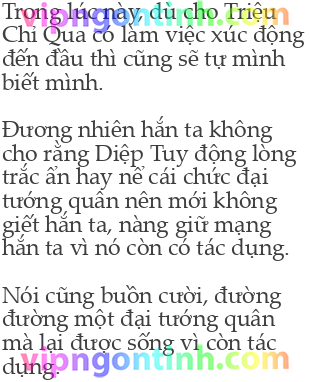 Trong lúc này, dù cho Triệu
Chi Qua có làm việc xúc động
đến đâu thì cũng sẽ tự mình
biết mình.
Đương nhiên hắn ta không
cho rằng Diệp Tuy động lòng
trắc ẩn hay nể cái chức đại
tướng quân nên mới không
giết hắn ta, nàng giữ mạng
hắn ta vì nó còn có tác dụng.
Nói cũng buồn cười, đường
đường một đại tướng quân
mà lại được sống vì còn tác
dụng.
vipngontinh.com
vipngontinh.com